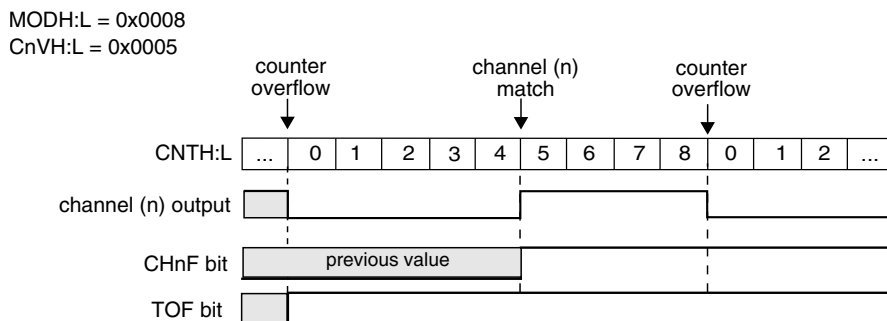 MODH:L = 0x0008
CnVH:L = 0x0005
counter overflow
channel (n) match
counter overflow
CNTH:L ... 0 1 2 3 4 5 6 7 8 0 1 2 ...
channel (n) output
CHnF bit previous value
TOF bit